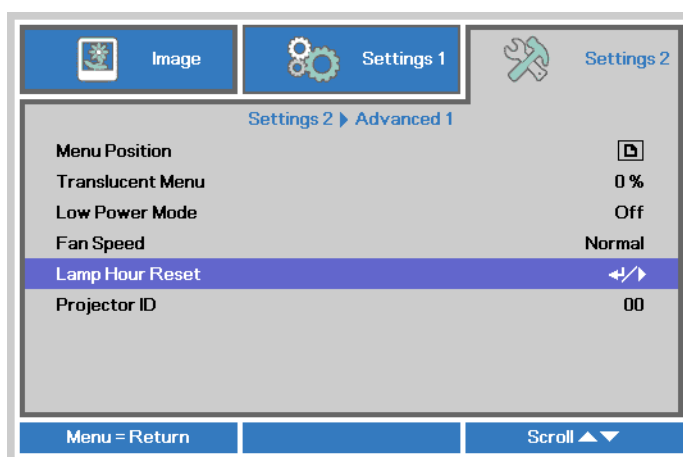 Image Settings 1 Settings 2
Settings 2 Advanced 1
Menu Position
Translucent Menu 0 %
Low Power Mode Off
Fan Speed Normal
Lamp Hour Reset /
Projector ID 00
Menu = Return Scroll ▲▼